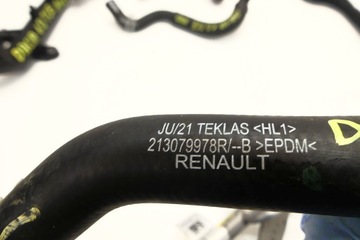 JU/21 TEKLAS <HL1>
213079978R/--B >EPDM<
RENAULT